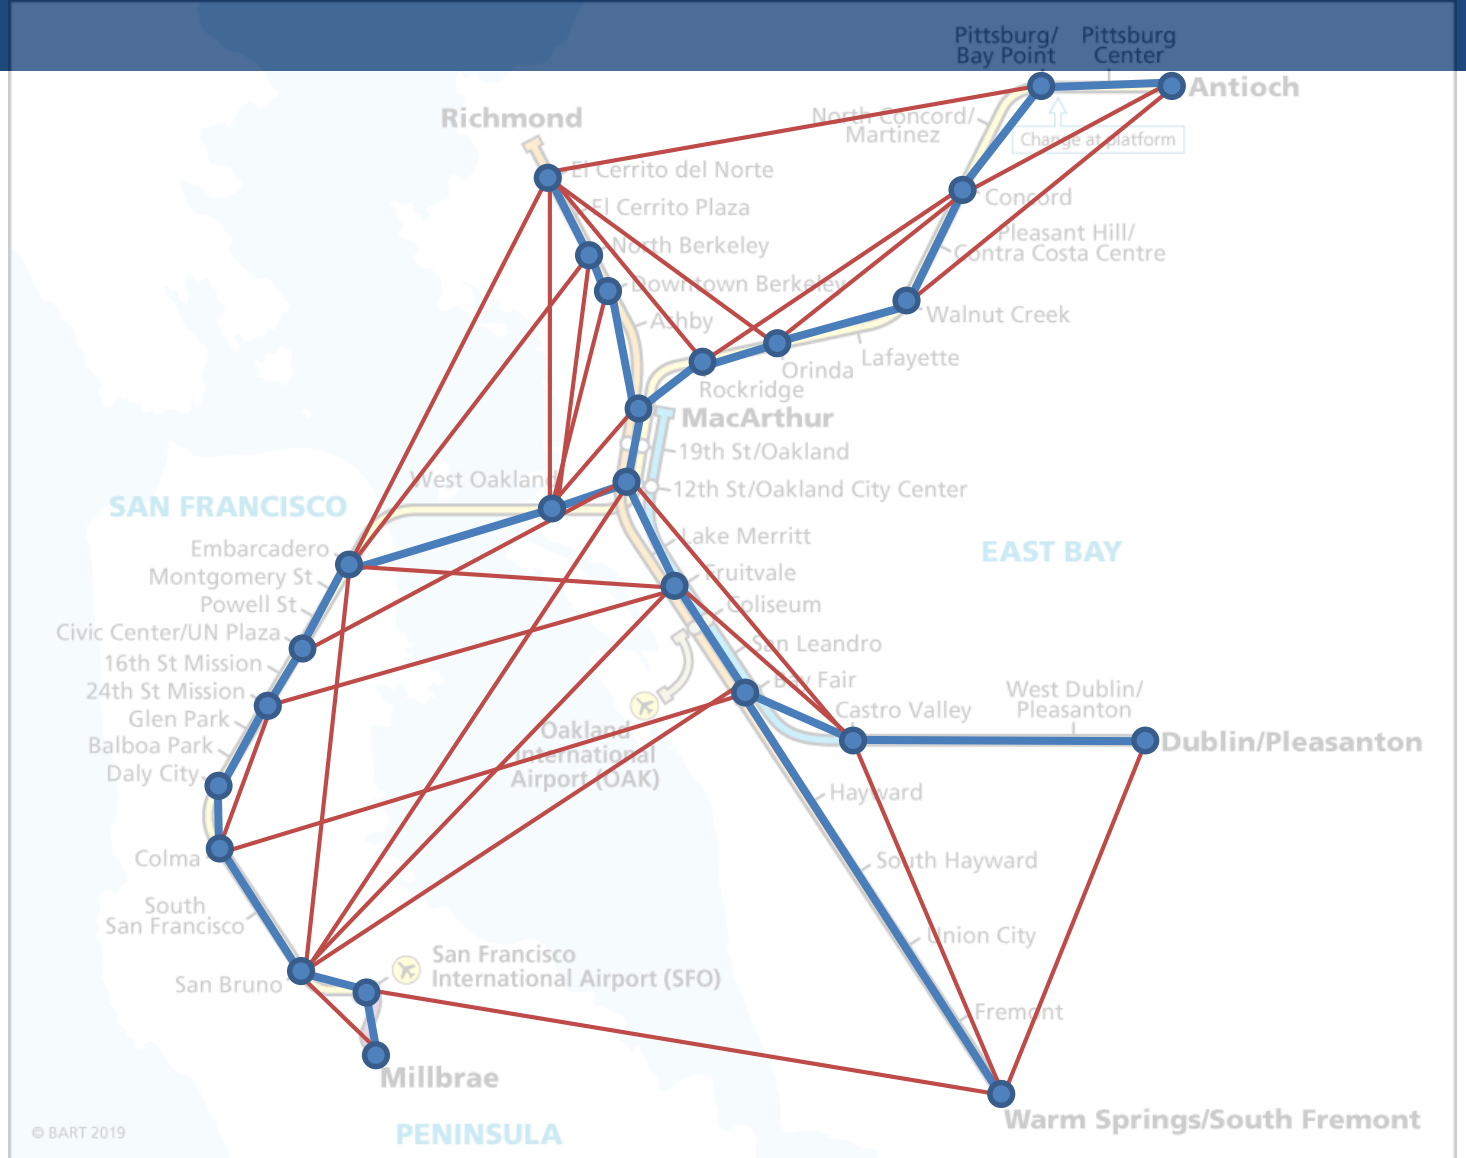 Pittsburg/
Bay Point
Pittsburg
Center
Antioch
Richmond
North Concord/
Martinez
Change at platform
El Cerrito del Norte
Concord
El Cerrito Plaza
Pleasant Hill/
Contra Costa Centre
North Berkeley
Downtown Berkeley
Ashby
Walnut Creek
Lafayette
Orinda
Rockridge
MacArthur
19th St/Oakland
West Oakland
12th St/Oakland City Center
SAN FRANCISCO
Lake Merritt
EAST BAY
Embarcadero
Montgomery St
Fruitvale
Powell St
Coliseum
Civic Center/UN Plaza
San Leandro
16th St Mission
Bay Fair
24th St Mission
West Dublin/
Pleasanton
Glen Park
Castro Valley
Oakland
International
Airport (OAK)
Balboa Park
Dublin/Pleasanton
Daly City
Hayward
Colma
South Hayward
South
San Francisco
Union City
San Francisco
International Airport (SFO)
San Bruno
Fremont
Millbrae
Warm Springs/South Fremont
© BART 2019
PENINSULA